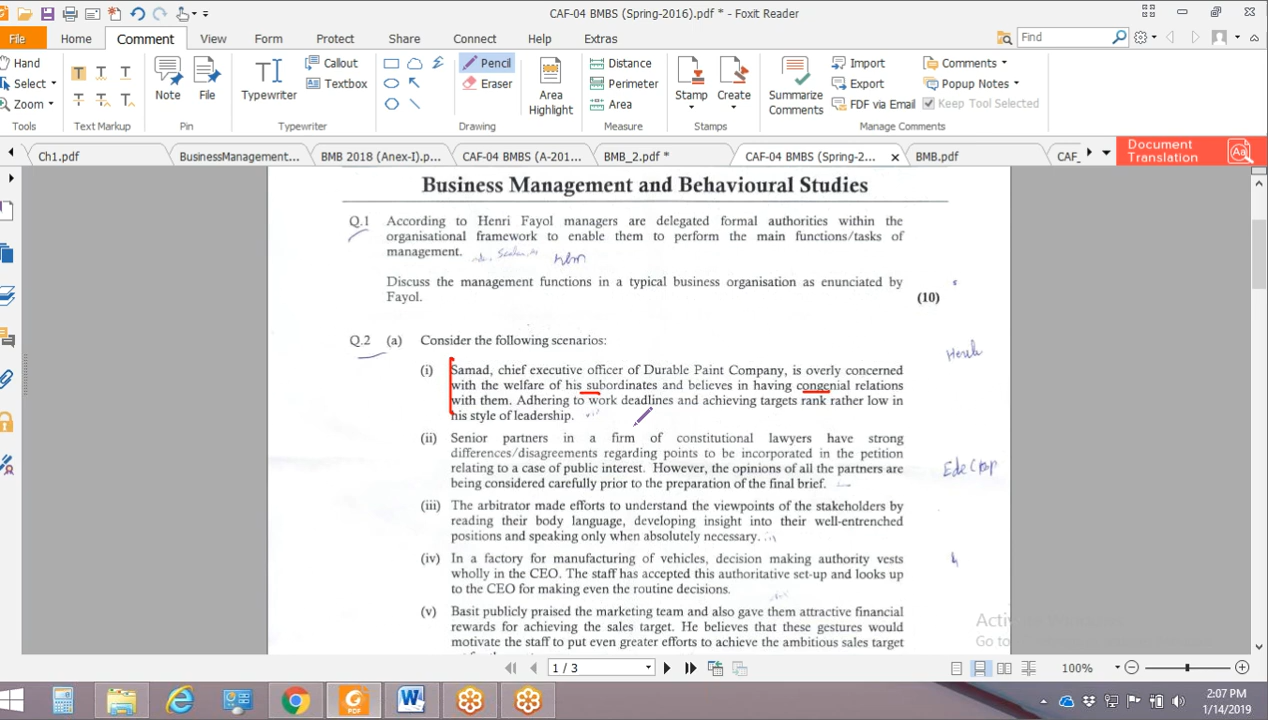 CAF-04 BMBS (Spring-2016).pdf * - Foxit Reader
File Home Comment View Form Protect Share Connect Help Extras Find
Hand
Select
Zoom
Tools
T T T
T T T
Text Markup
Note
File
Pin
Typewriter
Callout
Textbox
Typewriter
Pencil
Eraser
Drawing
Area Highlight
Distance
Perimeter
Area
Measure
Stamp
Create
Stamps
Summarize Comments
Import
Export
FDF via Email
Comments
Popup Notes
Keep Tool Selected
Manage Comments
Ch1.pdf BusinessManagement... BMB 2018 (Anex-I).p... CAF-04 BMBS (A-201... BMB_2.pdf * CAF-04 BMBS (Spring-2... BMB.pdf CAF_
Document Translation
Business Management and Behavioural Studies
Q.1 According to Henri Fayol managers are delegated formal authorities within the
organisational framework to enable them to perform the main functions/tasks of
management.
Discuss the management functions in a typical business organisation as enunciated by
Fayol. (10)
Q.2 (a) Consider the following scenarios:
(i) Samad, chief executive officer of Durable Paint Company, is overly concerned
with the welfare of his subordinates and believes in having congenial relations
with them. Adhering to work deadlines and achieving targets rank rather low in
his style of leadership.
(ii) Senior partners in a firm of constitutional lawyers have strong
differences/disagreements regarding points to be incorporated in the petition
relating to a case of public interest. However, the opinions of all the partners are
being considered carefully prior to the preparation of the final brief.
(iii) The arbitrator made efforts to understand the viewpoints of the stakeholders by
reading their body language, developing insight into their well-entrenched
positions and speaking only when absolutely necessary.
(iv) In a factory for manufacturing of vehicles, decision making authority vests
wholly in the CEO. The staff has accepted this authoritative set-up and looks up
to the CEO for making even the routine decisions.
(v) Basit publicly praised the marketing team and also gave them attractive financial
rewards for achieving the sales target. He believes that these gestures would
motivate the staff to put even greater efforts to achieve the ambitious sales target
1 / 3
100%
2:07 PM
1/14/2019